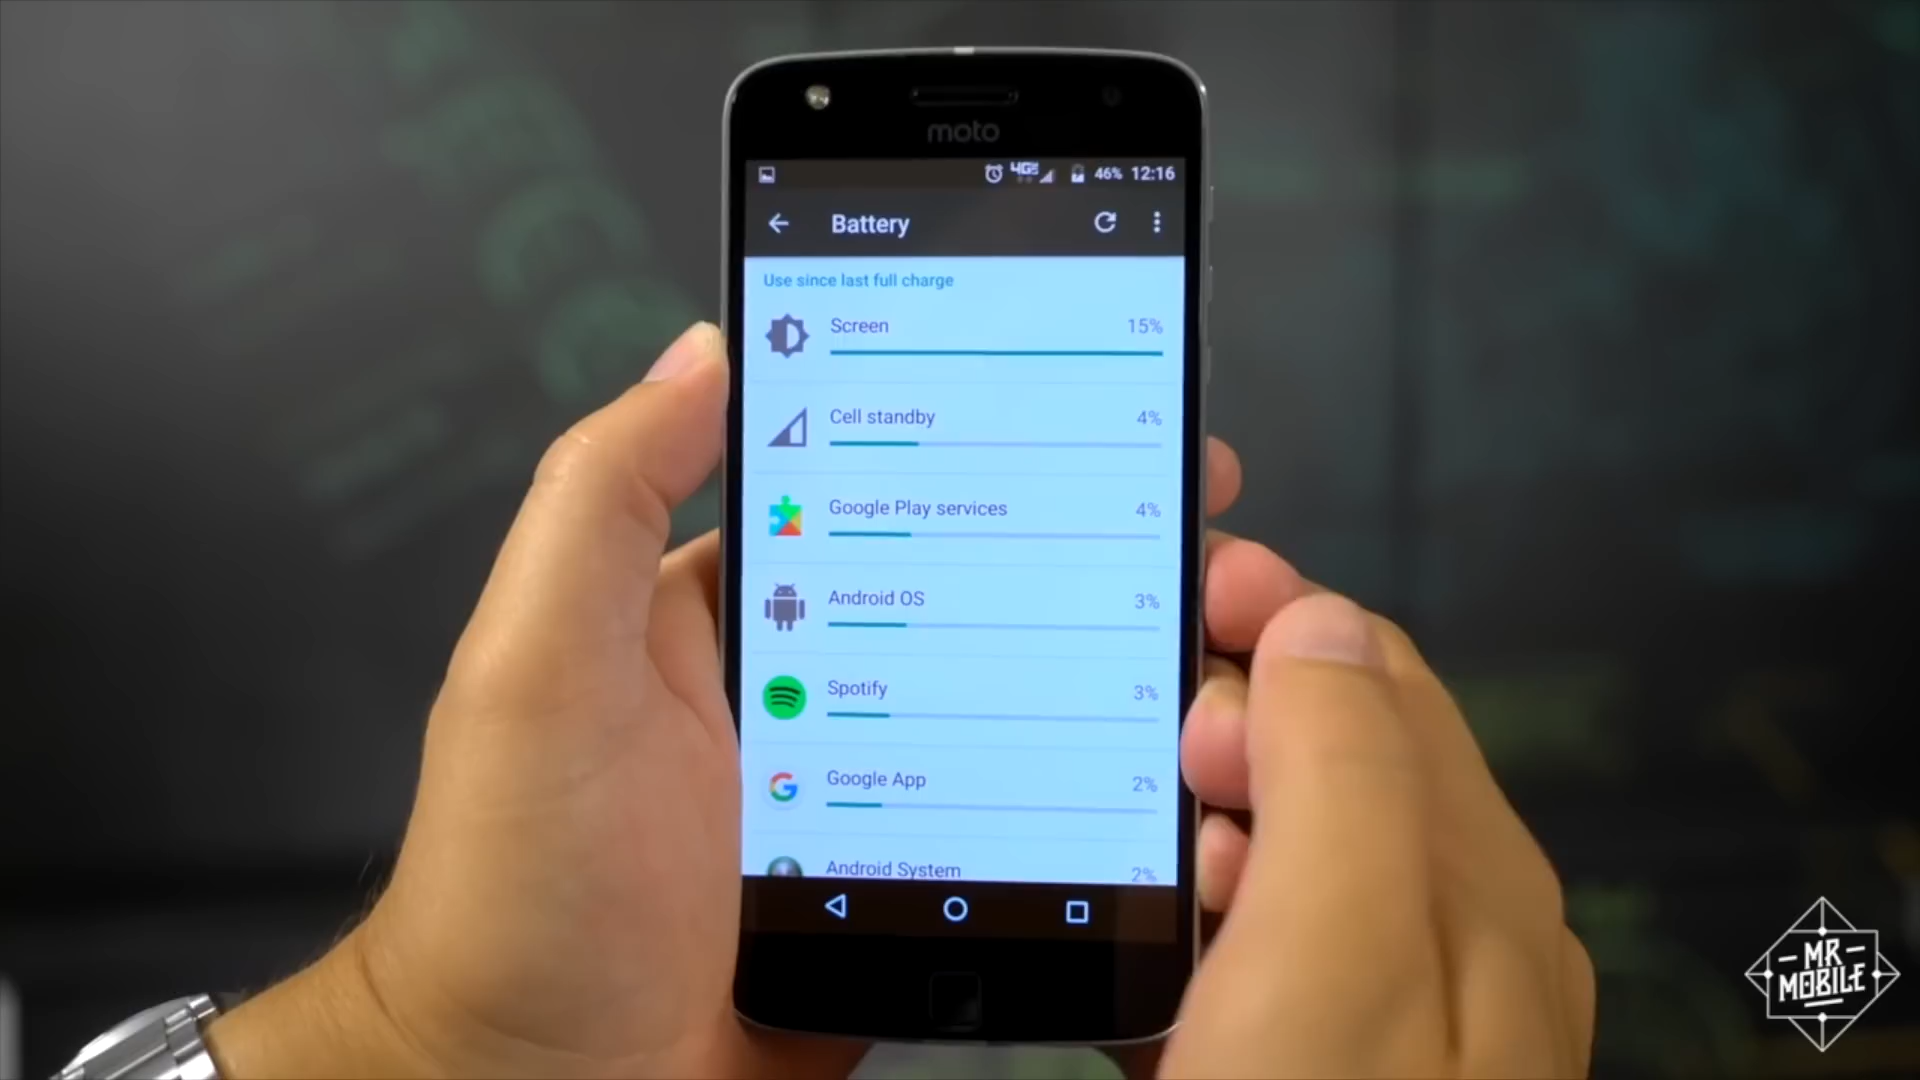 moto
4G 46% 12:16
Battery
Use since last full charge
Screen 15%
Cell standby 4%
Google Play services 4%
Android OS 3%
Spotify 3%
Google App 2%
Android System 2%
MR
MOBILE